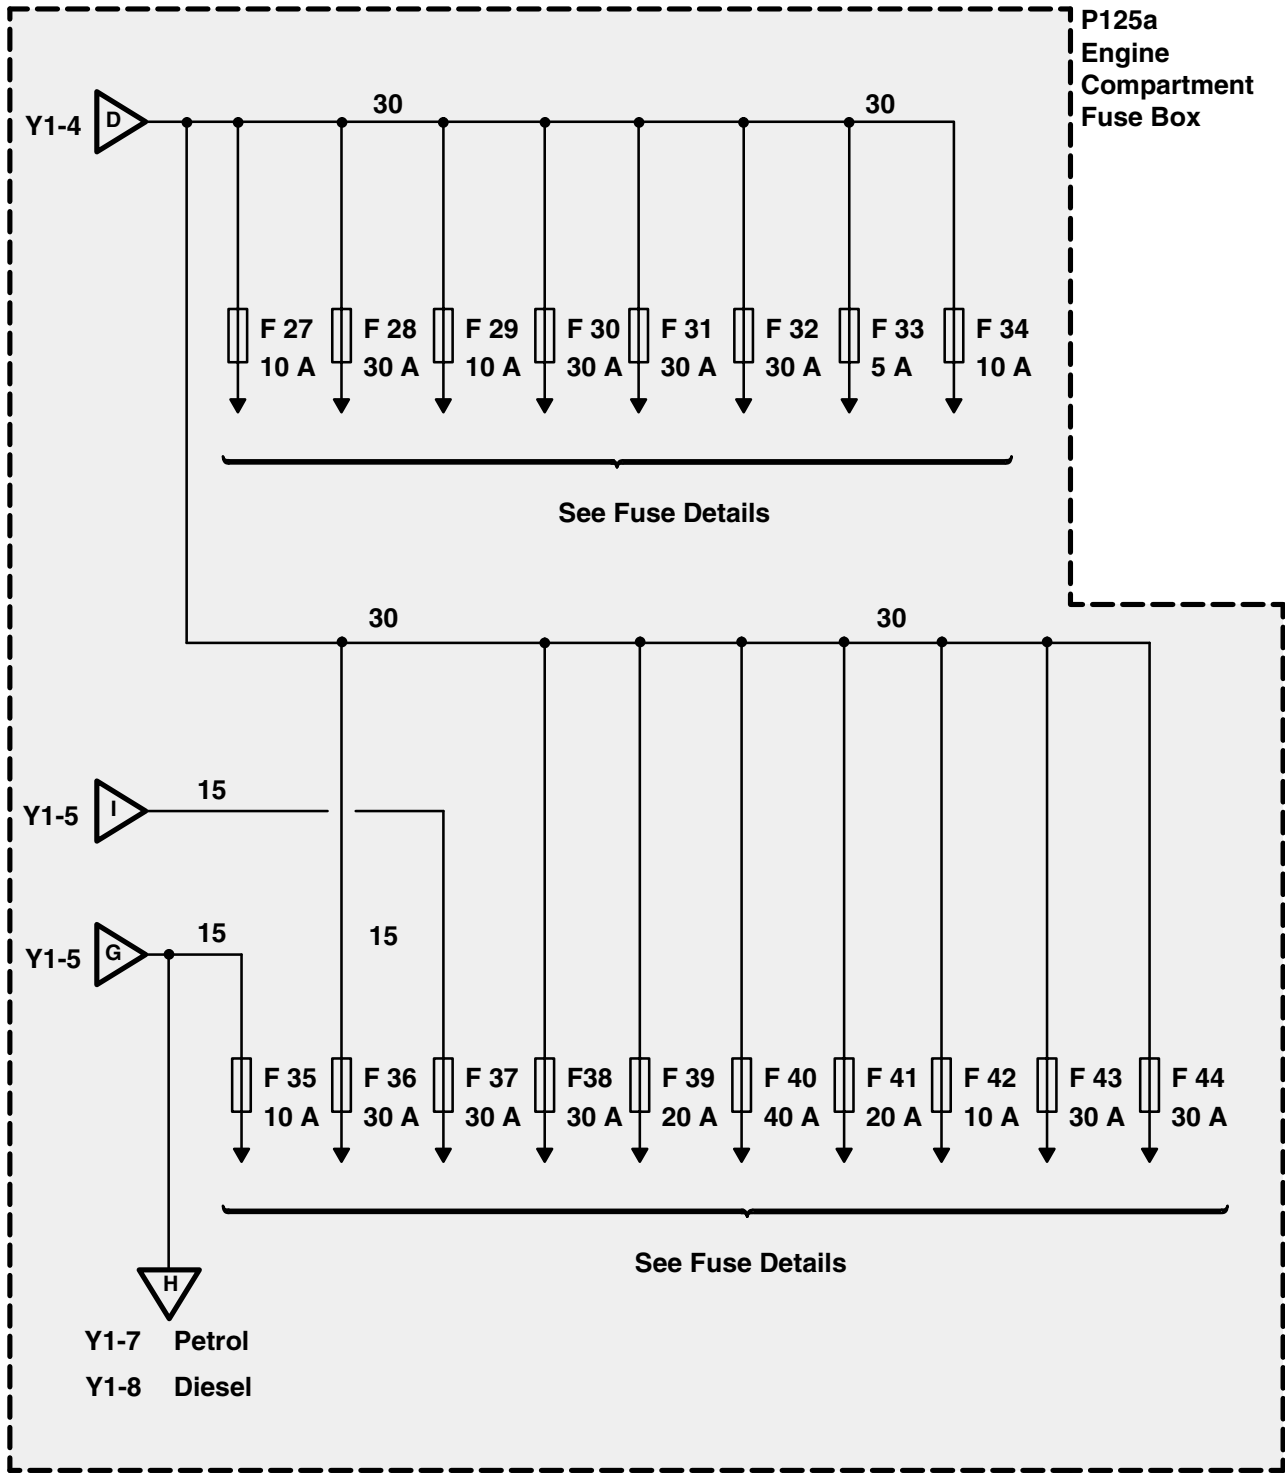 P125a
Engine
Compartment
Fuse Box
Y1-4 D 30 30
F 27 F 28 F 29 F 30 F 31 F 32 F 33 F 34
10 A 30 A 10 A 30 A 30 A 30 A 5 A 10 A
See Fuse Details
30 30
Y1-5 I 15
Y1-5 G 15 15
F 35 F 36 F 37 F38 F 39 F 40 F 41 F 42 F 43 F 44
10 A 30 A 30 A 30 A 20 A 40 A 20 A 10 A 30 A 30 A
See Fuse Details
H
Y1-7 Petrol
Y1-8 Diesel